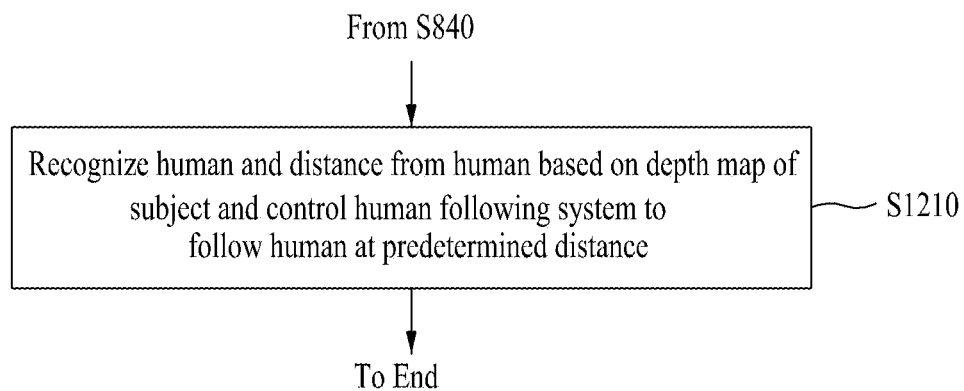 From S840
Recognize human and distance from human based on depth map of
subject and control human following system to
follow human at predetermined distance
S1210
To End